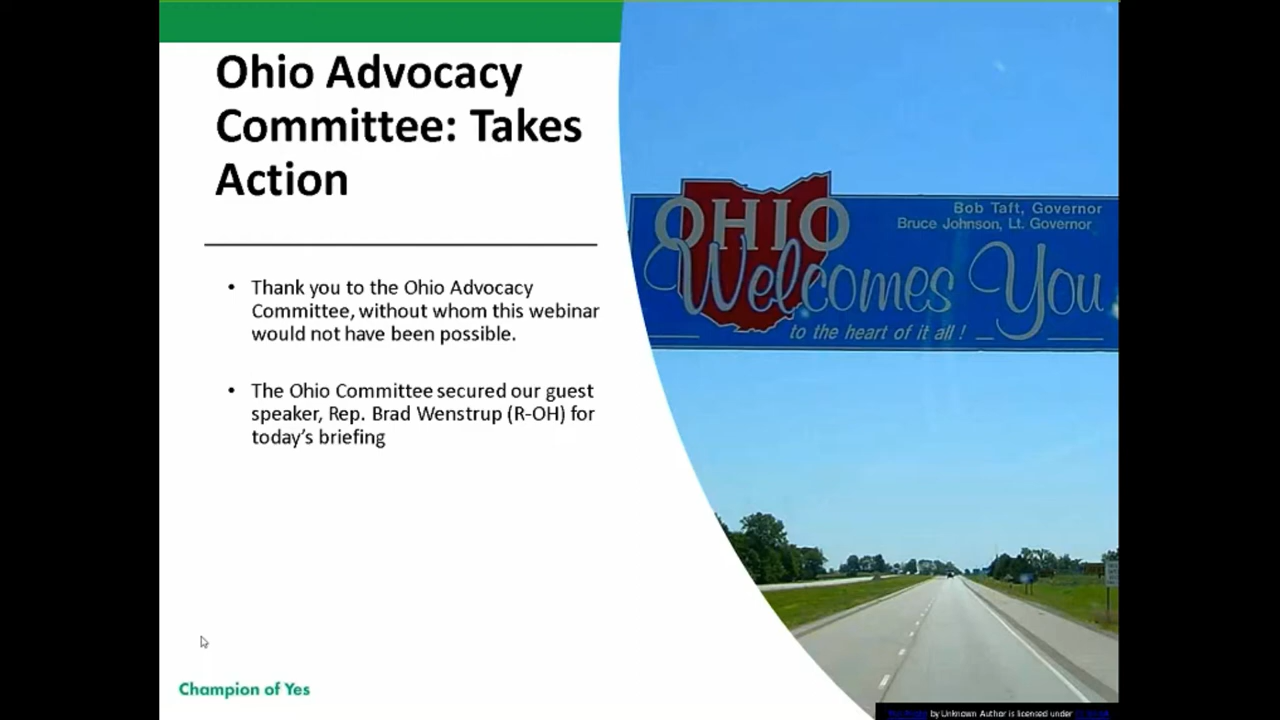 Ohio Advocacy
Committee: Takes
Action
• Thank you to the Ohio Advocacy
Committee, without whom this webinar
would not have been possible.
• The Ohio Committee secured our guest
speaker, Rep. Brad Wenstrup (R-OH) for
today's briefing
Champion of Yes
Bob Taft, Governor
Bruce Johnson, Lt. Governor
OHIO
Welcomes You
to the heart of it all !
by Unknown Author is licensed under